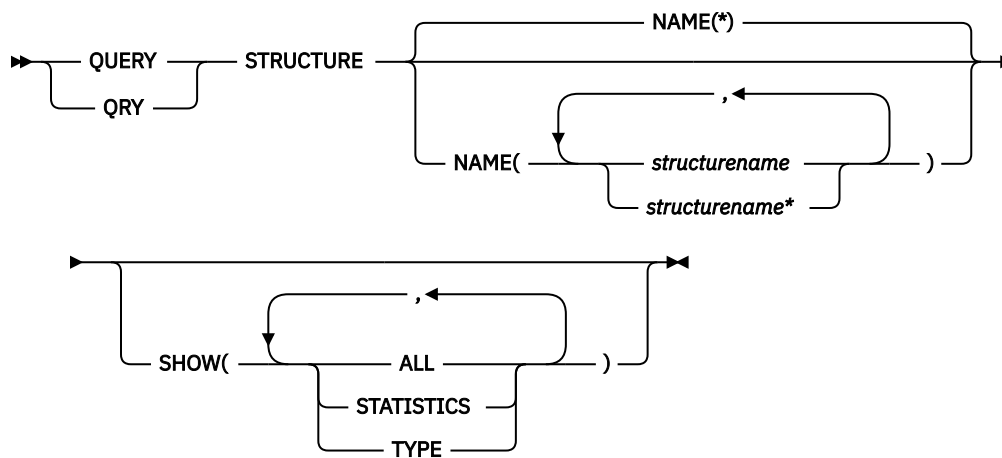 NAME(*)
QUERY STRUCTURE
QRY
,
NAME( structurename )
structurename*
,
SHOW( ALL )
STATISTICS
TYPE